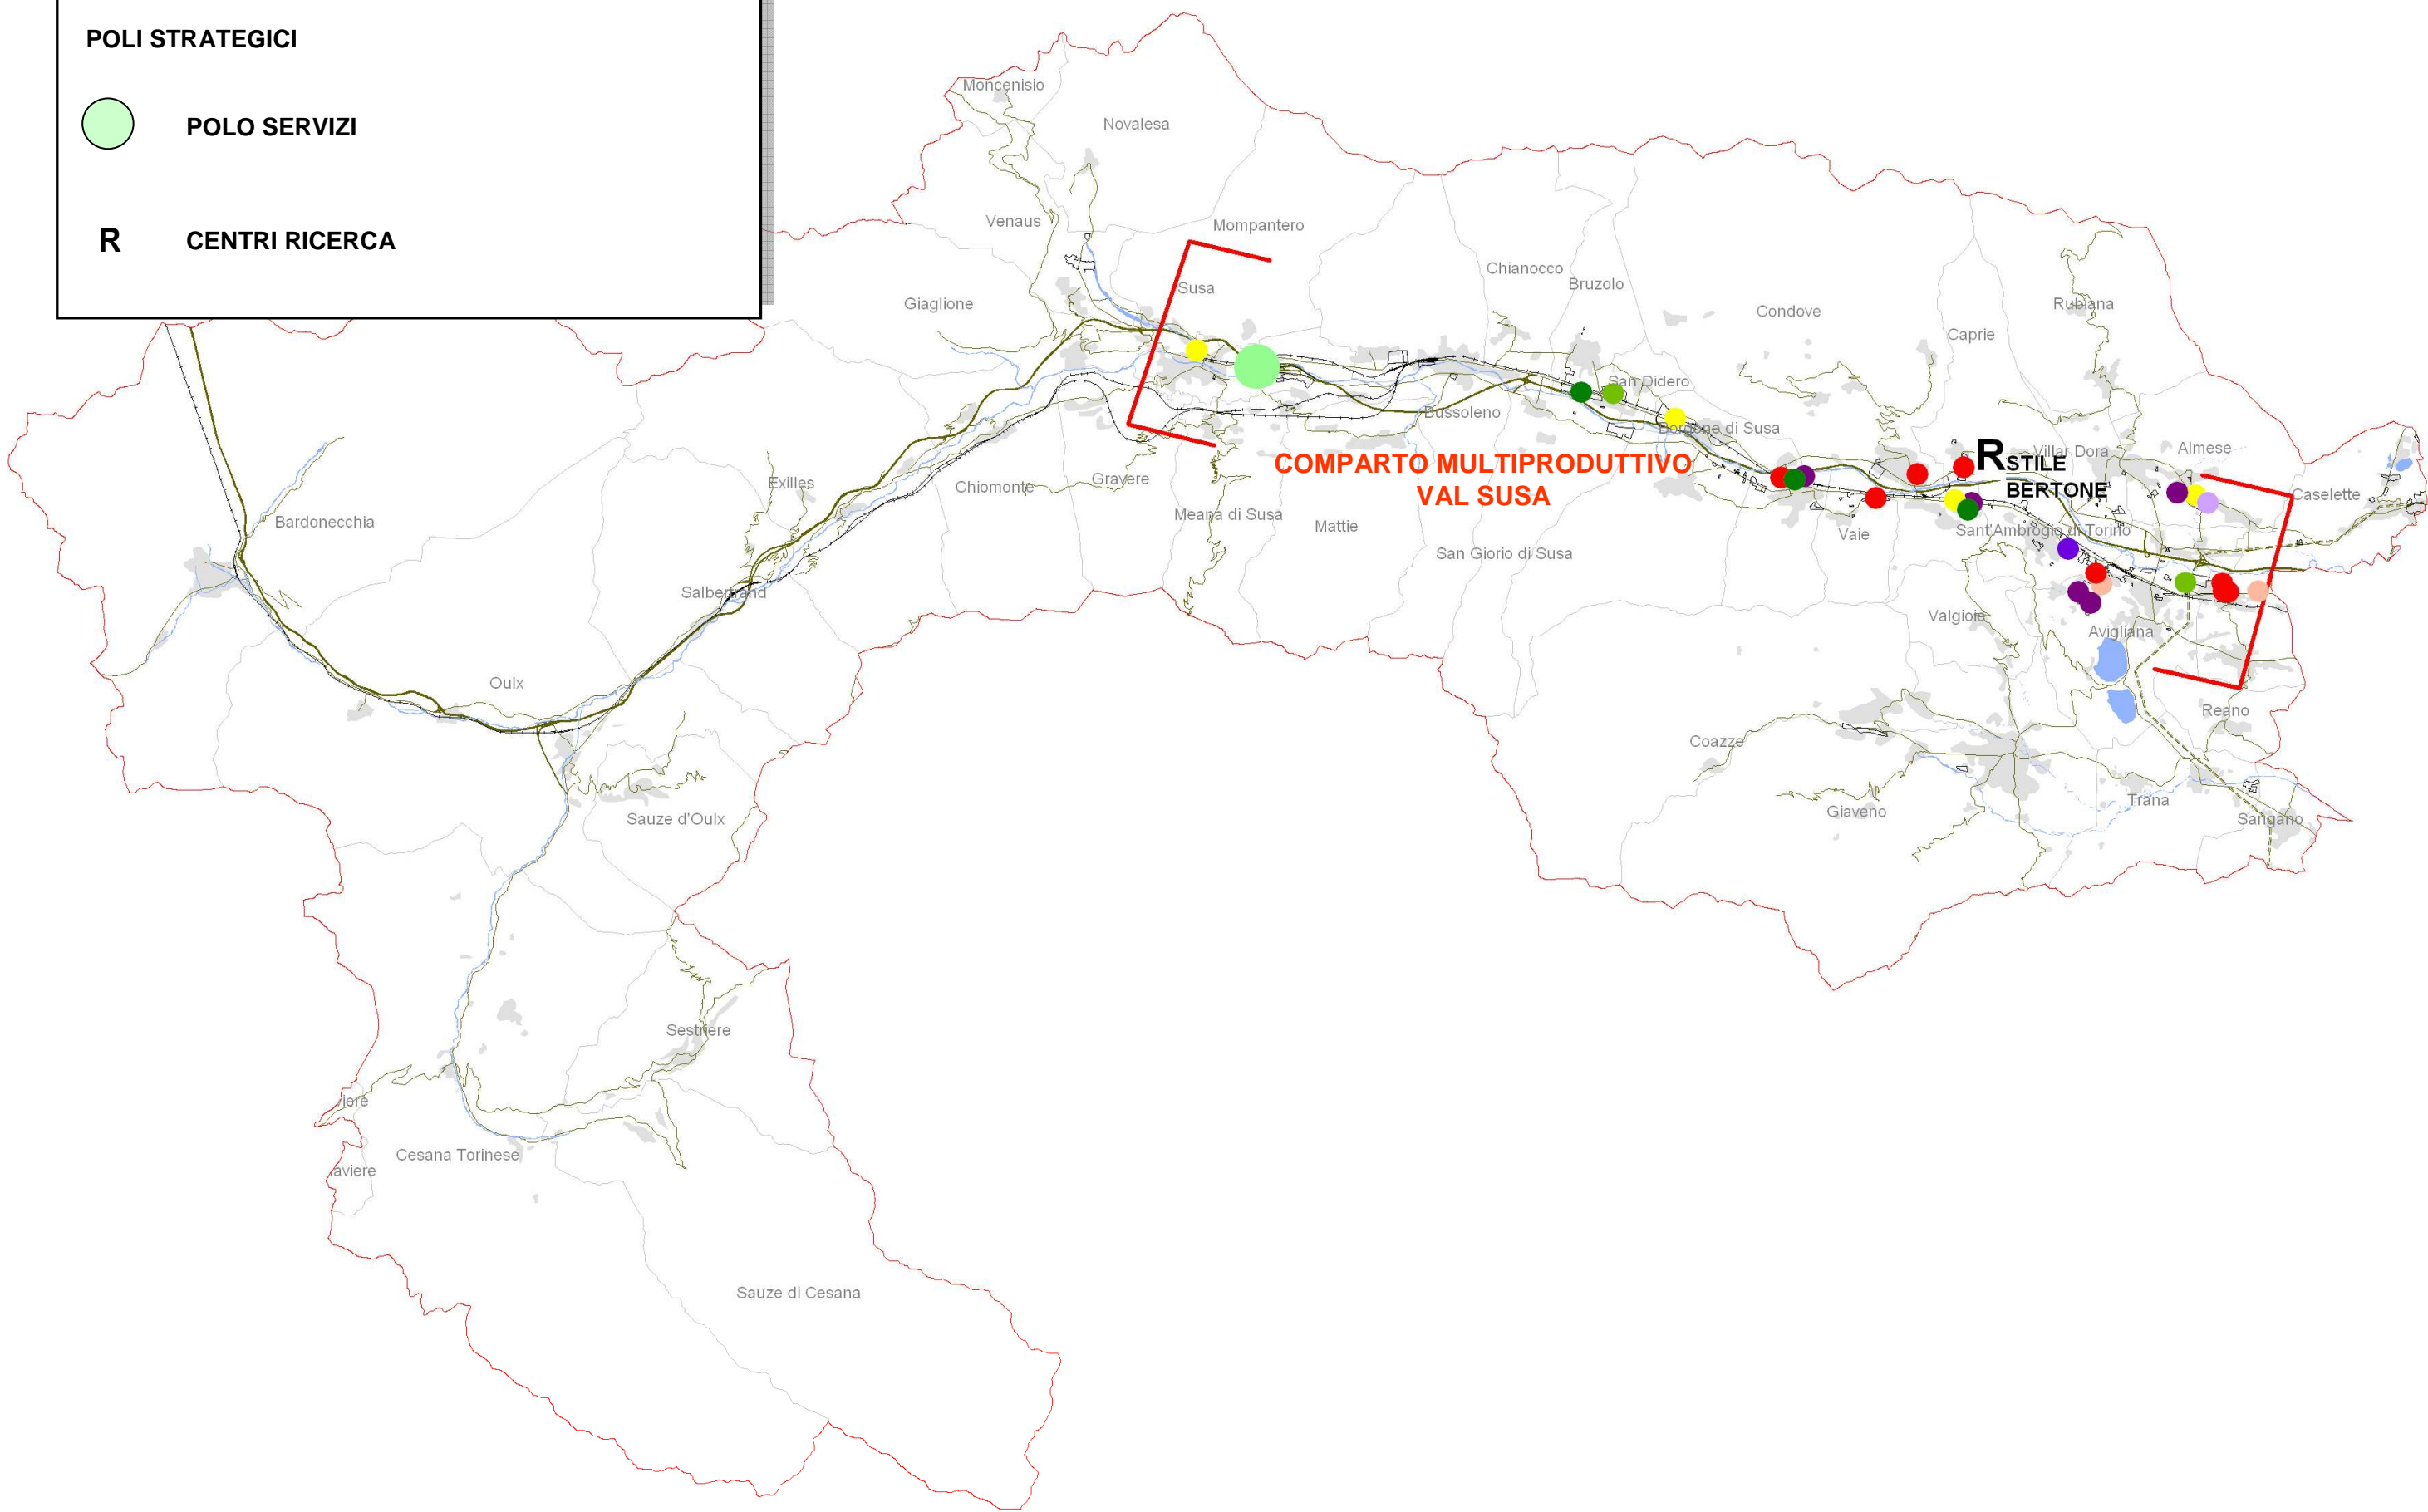 POLI STRATEGICI
POLO SERVIZI
R CENTRI RICERCA
Moncenisio
Novalesa
Venaus
Mompantero
Giaglione
Susa
Chianocco
Bruzolo
Condove
Caprie
Rubiana
San Didero
Bussoleno
Borgone di Susa
COMPARTO MULTIPRODUTTIVO
VAL SUSA
R STILE
BERTONE
Villar Dora
Almese
Caselette
Exilles
Chiomonte
Gravere
Meana di Susa
Mattie
San Giorio di Susa
Vaie
Sant'Ambrogio di Torino
Bardonecchia
Salbertrand
Valgioie
Avigliana
Oulx
Reano
Coazze
Giaveno
Trana
Sangano
Sauze d'Oulx
Sestriere
viere
Cesana Torinese
aviere
Sauze di Cesana